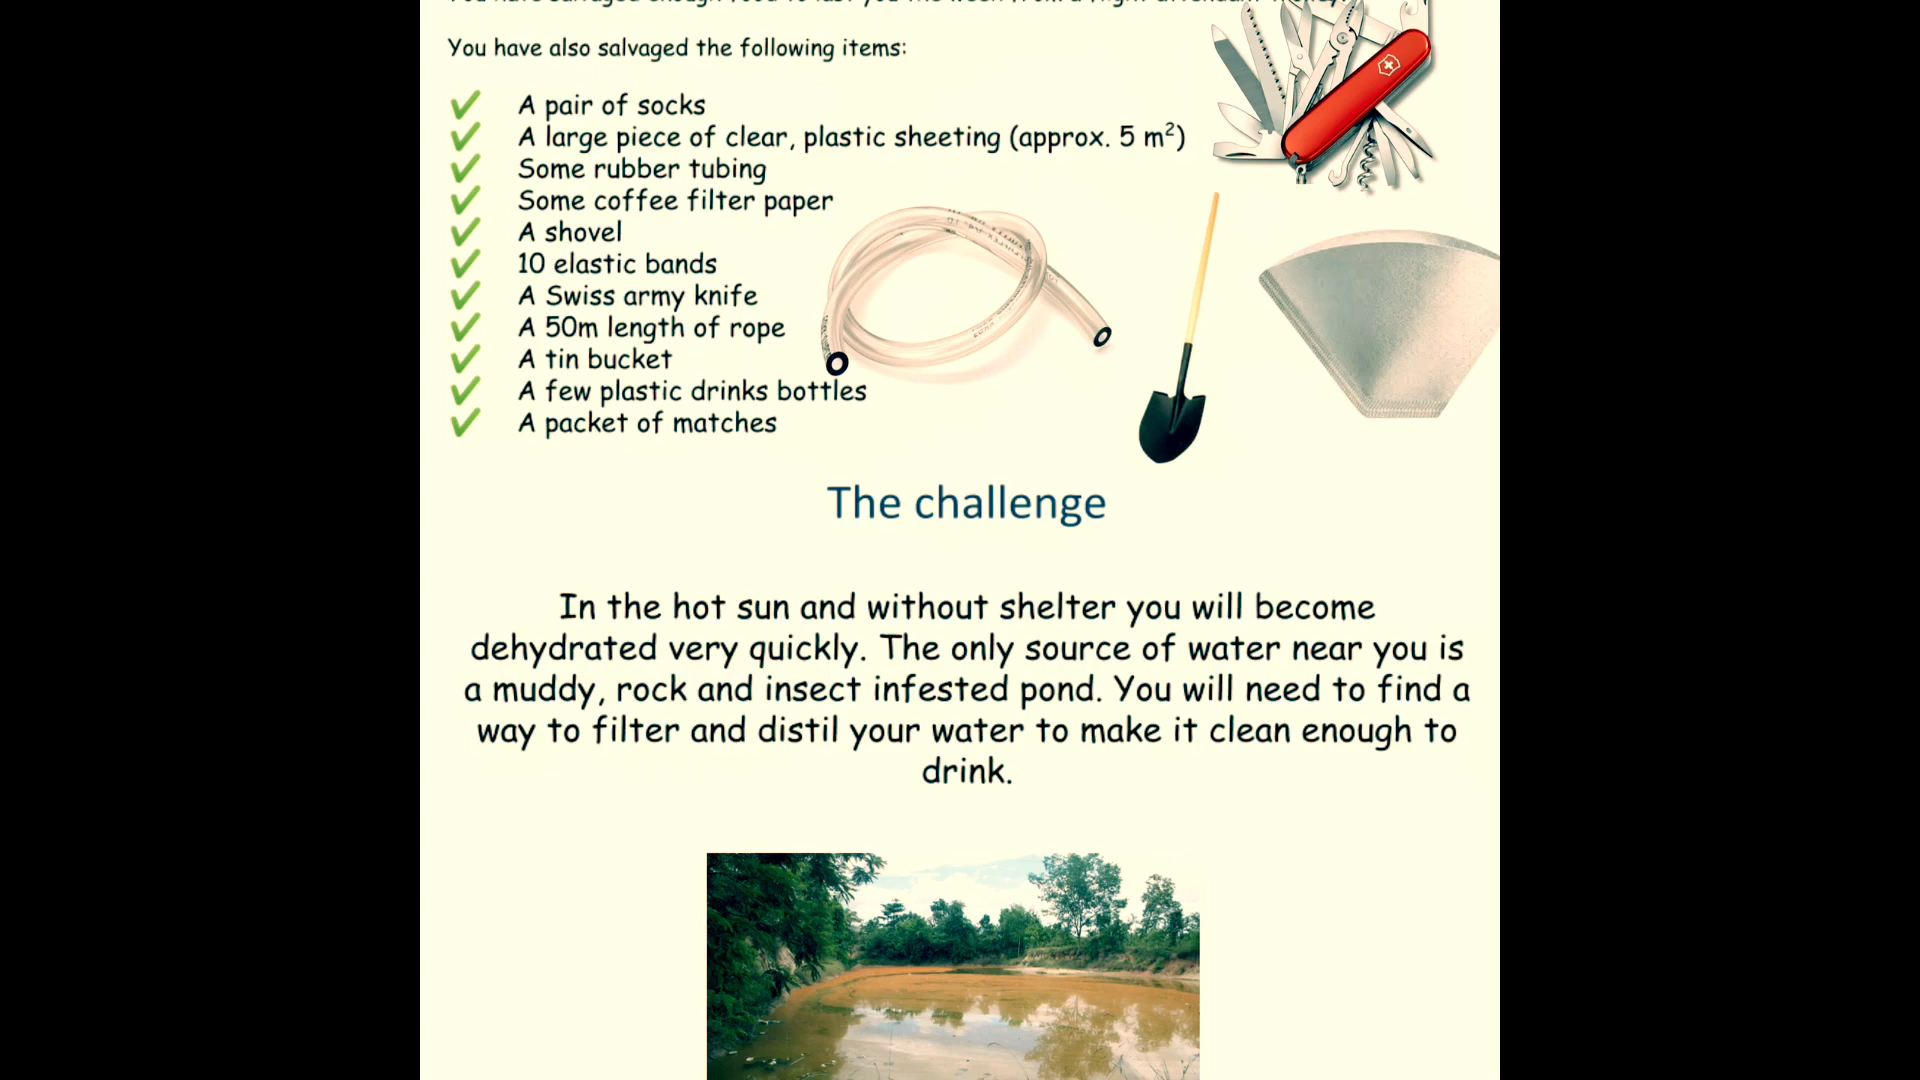 You have also salvaged the following items:
A pair of socks
A large piece of clear, plastic sheeting (approx. 5 m²)
Some rubber tubing
Some coffee filter paper
A shovel
10 elastic bands
A Swiss army knife
A 50m length of rope
A tin bucket
A few plastic drinks bottles
A packet of matches
The challenge
In the hot sun and without shelter you will become
dehydrated very quickly. The only source of water near you is
a muddy, rock and insect infested pond. You will need to find a
way to filter and distil your water to make it clean enough to
drink.